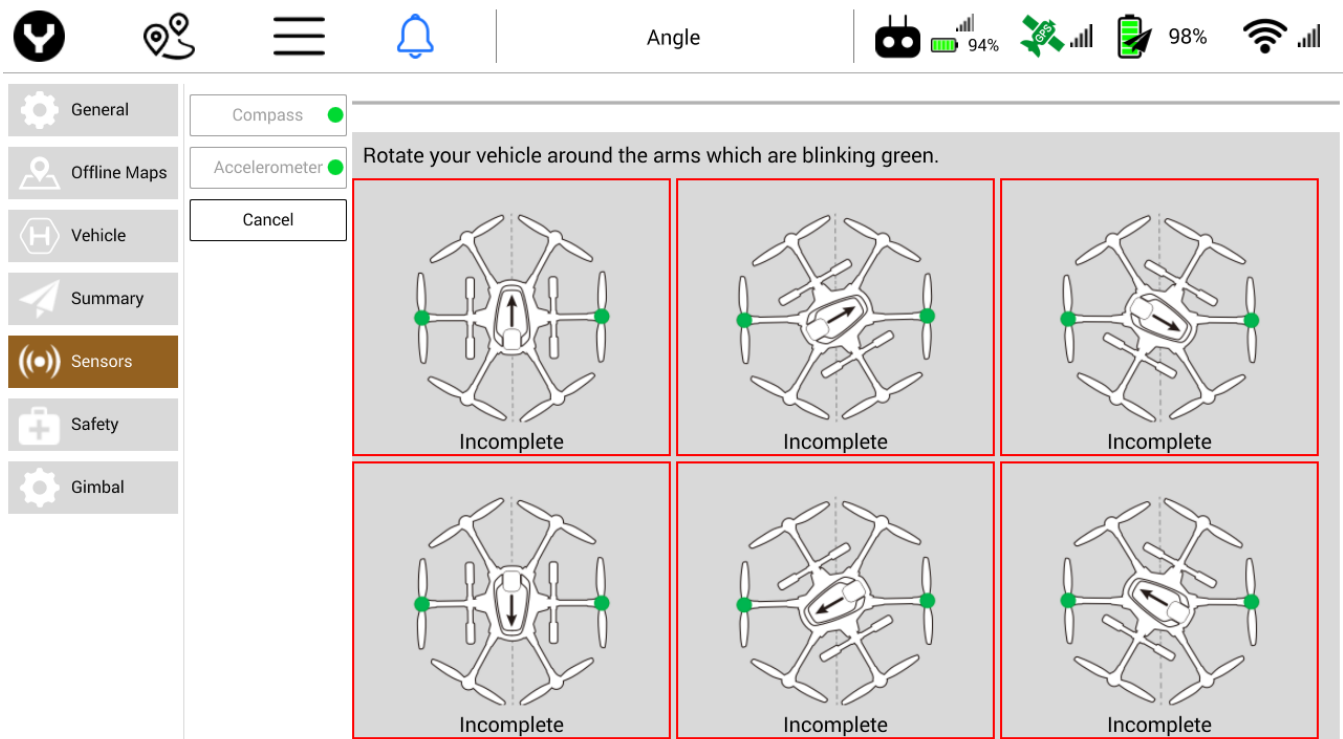 Angle
94%
GPS
98%
General
Offline Maps
Vehicle
Summary
Sensors
Safety
Gimbal
Compass
Accelerometer
Cancel
Rotate your vehicle around the arms which are blinking green.
Incomplete
Incomplete
Incomplete
Incomplete
Incomplete
Incomplete